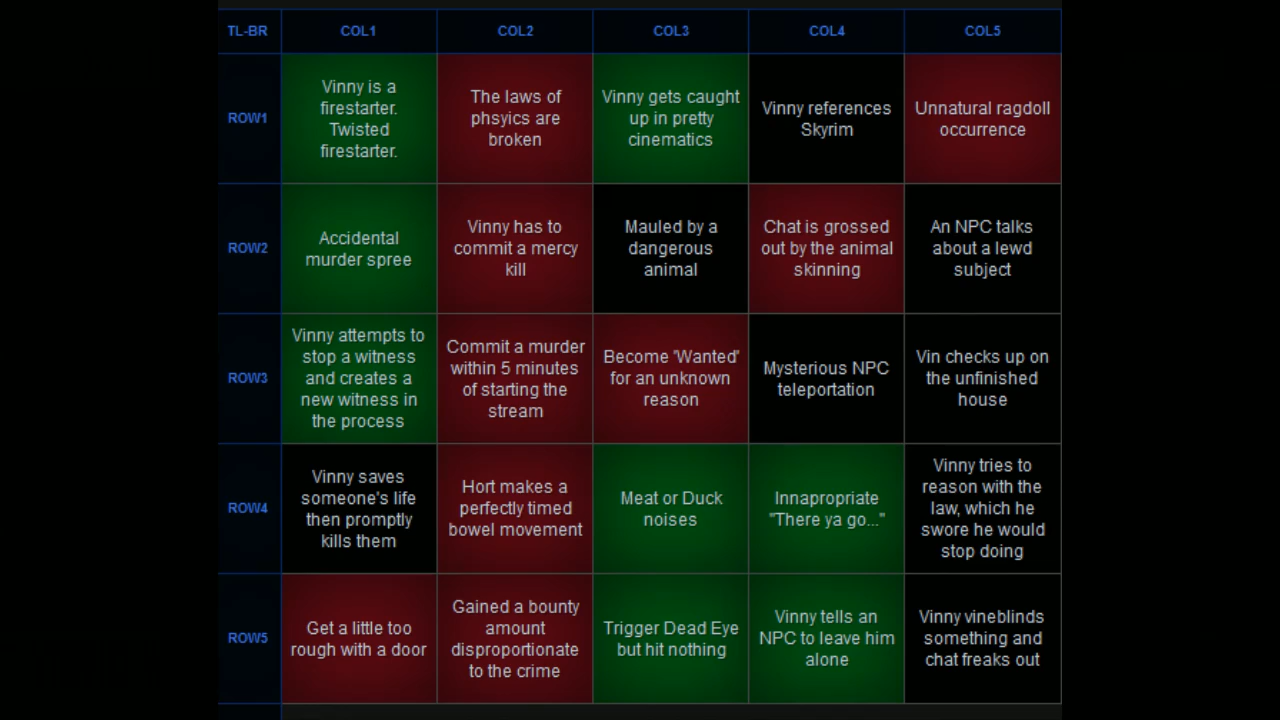 TL-BR COL1 COL2 COL3 COL4 COL5
ROW1
Vinny is a
firestarter.
Twisted
firestarter.
The laws of
phsyics are
broken
Vinny gets caught
up in pretty
cinematics
Vinny references
Skyrim
Unnatural ragdoll
occurrence
ROW2
Accidental
murder spree
Vinny has to
commit a mercy
kill
Mauled by a
dangerous
animal
Chat is grossed
out by the animal
skinning
An NPC talks
about a lewd
subject
ROW3
Vinny attempts to
stop a witness
and creates a
new witness in
the process
Commit a murder
within 5 minutes
of starting the
stream
Become 'Wanted'
for an unknown
reason
Mysterious NPC
teleportation
Vin checks up on
the unfinished
house
ROW4
Vinny saves
someone's life
then promptly
kills them
Hort makes a
perfectly timed
bowel movement
Meat or Duck
noises
Innapropriate
"There ya go..."
Vinny tries to
reason with the
law, which he
swore he would
stop doing
ROW5
Get a little too
rough with a door
Gained a bounty
amount
disproportionate
to the crime
Trigger Dead Eye
but hit nothing
Vinny tells an
NPC to leave him
alone
Vinny vineblinds
something and
chat freaks out